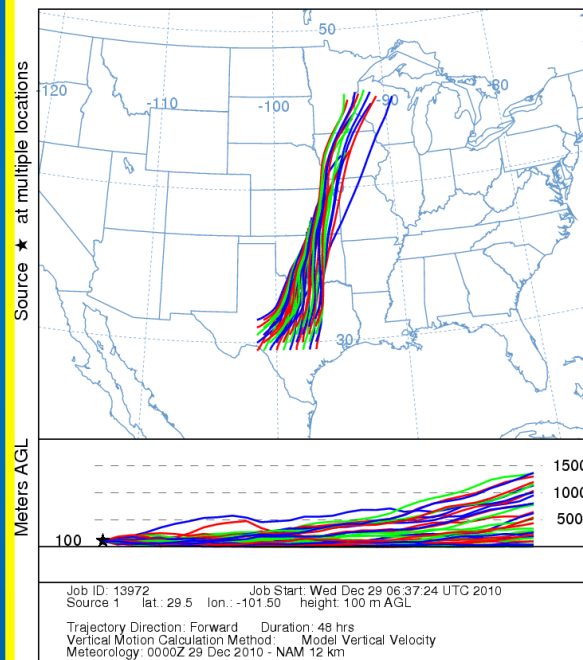 50
-120
-110
-100
-90
-80
30
Source ★ at multiple locations
Meters AGL
1500
1000
500
100
Job ID: 13972 Job Start: Wed Dec 29 06:37:24 UTC 2010
Source 1 lat.: 29.5 lon.: -101.50 height: 100 m AGL
Trajectory Direction: Forward Duration: 48 hrs
Vertical Motion Calculation Method: Model Vertical Velocity
Meteorology: 0000Z 29 Dec 2010 - NAM 12 km